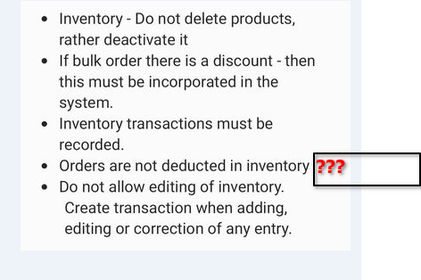 • Inventory - Do not delete products,
rather deactivate it
• If bulk order there is a discount - then
this must be incorporated in the
system.
• Inventory transactions must be
recorded.
• Orders are not deducted in inventory ???
• Do not allow editing of inventory.
Create transaction when adding,
editing or correction of any entry.